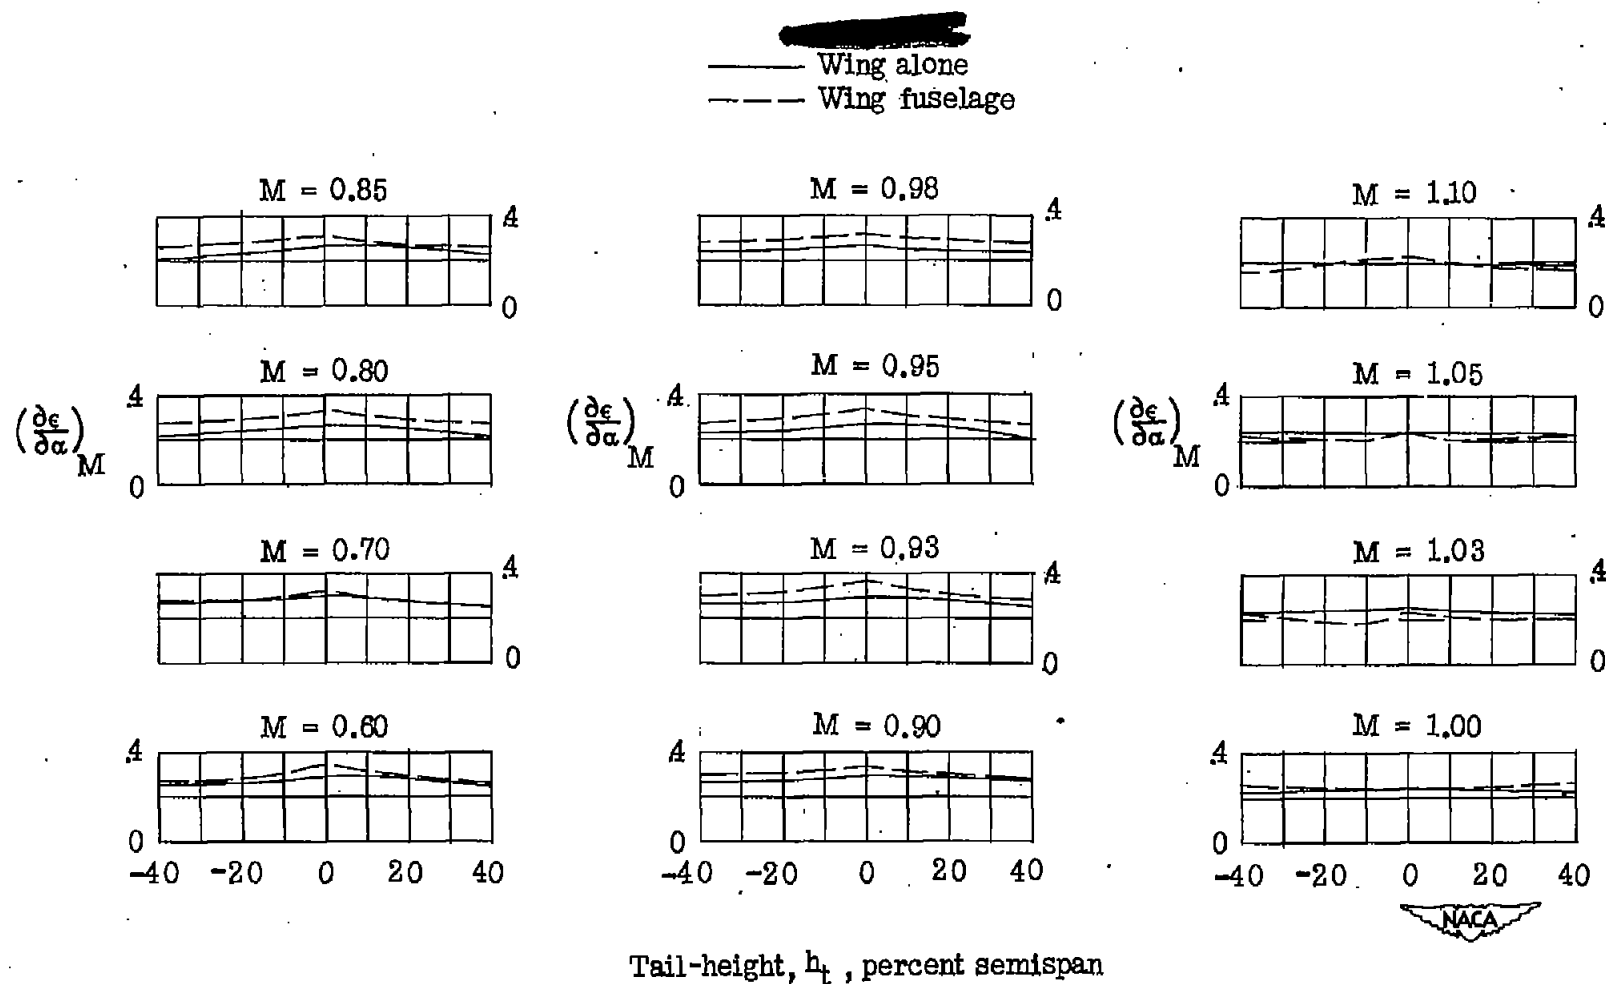 Wing alone
Wing fuselage
M = 0.85
M = 0.98
M = 1.10
.4
.4
.4
0
0
0
M = 0.80
M = 0.95
M = 1.05
.4
.4
.4
(∂ε/∂α)M
(∂ε/∂α)M
(∂ε/∂α)M
0
0
0
M = 0.70
M = 0.93
M = 1.03
.4
.4
.4
0
0
0
M = 0.60
M = 0.90
M = 1.00
.4
.4
.4
0
0
0
-40 -20 0 20 40
-40 -20 0 20 40
-40 -20 0 20 40
NACA
Tail-height, ht , percent semispan